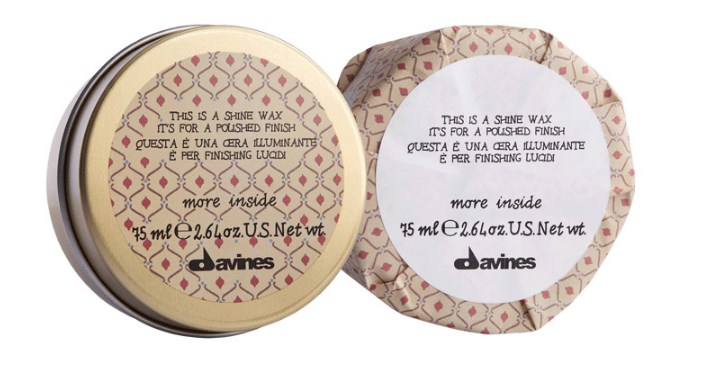 THIS IS A SHINE WAX
IT'S FOR A POLISHED FINISH
QUESTA È UNA CERA ILLUMINANTE
È PER FINISHING LUCIDI
more inside
75 ml ℮ 2.64 oz. U.S. Net wt.
davines
THIS IS A SHINE WAX
IT'S FOR A POLISHED FINISH
QUESTA È UNA CERA ILLUMINANTE
È PER FINISHING LUCIDI
more inside
75 ml ℮ 2.64 oz. U.S. Net wt.
davines